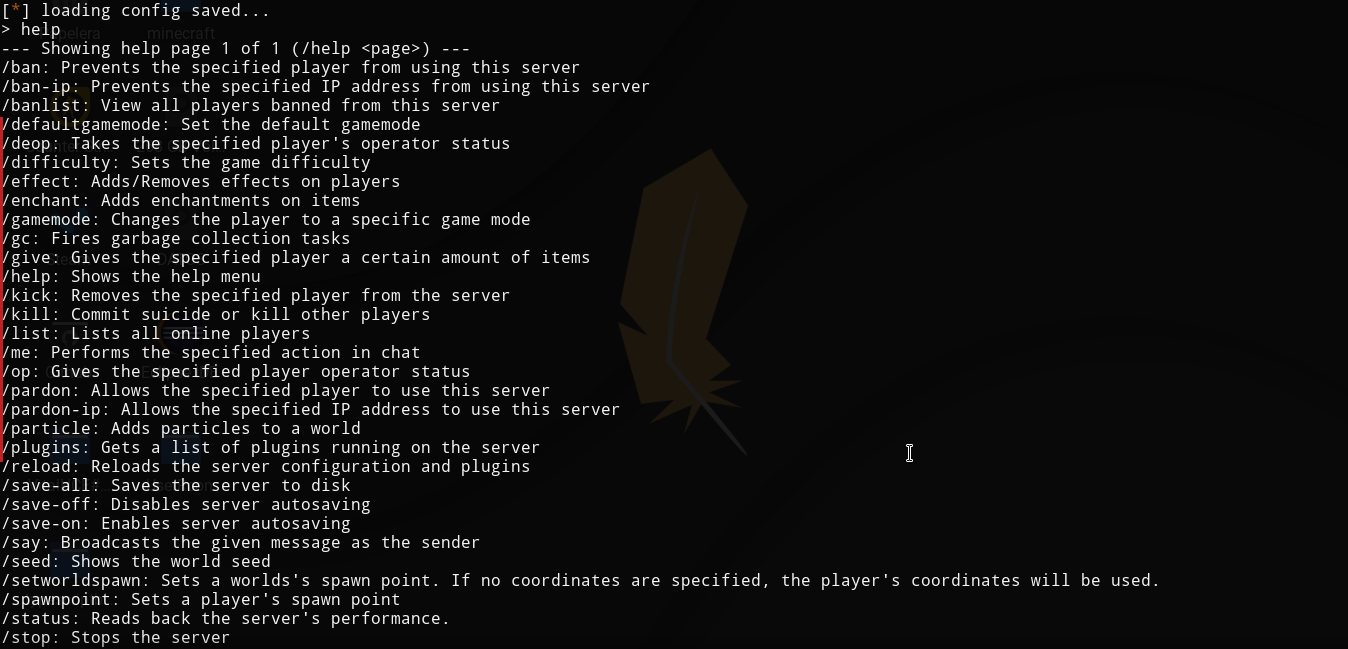 [*] loading config saved...
> help
--- Showing help page 1 of 1 (/help <page>) ---
/ban: Prevents the specified player from using this server
/ban-ip: Prevents the specified IP address from using this server
/banlist: View all players banned from this server
/defaultgamemode: Set the default gamemode
/deop: Takes the specified player's operator status
/difficulty: Sets the game difficulty
/effect: Adds/Removes effects on players
/enchant: Adds enchantments on items
/gamemode: Changes the player to a specific game mode
/gc: Fires garbage collection tasks
/give: Gives the specified player a certain amount of items
/help: Shows the help menu
/kick: Removes the specified player from the server
/kill: Commit suicide or kill other players
/list: Lists all online players
/me: Performs the specified action in chat
/op: Gives the specified player operator status
/pardon: Allows the specified player to use this server
/pardon-ip: Allows the specified IP address to use this server
/particle: Adds particles to a world
/plugins: Gets a list of plugins running on the server
/reload: Reloads the server configuration and plugins
/save-all: Saves the server to disk
/save-off: Disables server autosaving
/save-on: Enables server autosaving
/say: Broadcasts the given message as the sender
/seed: Shows the world seed
/setworldspawn: Sets a worlds's spawn point. If no coordinates are specified, the player's coordinates will be used.
/spawnpoint: Sets a player's spawn point
/status: Reads back the server's performance.
/stop: Stops the server
minecraft